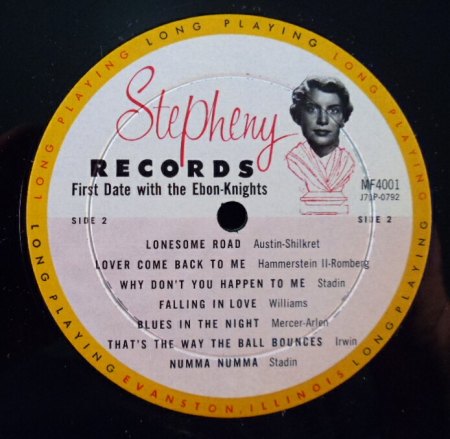 LONG PLAYING LONG PLAYING LONG PLAYING LONG PLAYING LONG PLAYING LONG PLAYING
Stepheny
RECORDS
First Date with the Ebon-Knights
MF4001
J7OP-0792
SIDE 2 SIDE 2
LONESOME ROAD Austin-Shilkret
LOVER COME BACK TO ME Hammerstein II-Romberg
WHY DON'T YOU HAPPEN TO ME Stadin
FALLING IN LOVE Williams
BLUES IN THE NIGHT Mercer-Arlen
THAT'S THE WAY THE BALL BOUNCES Irwin
NUMMA NUMMA Stadin
EVANSTON, ILLINOIS